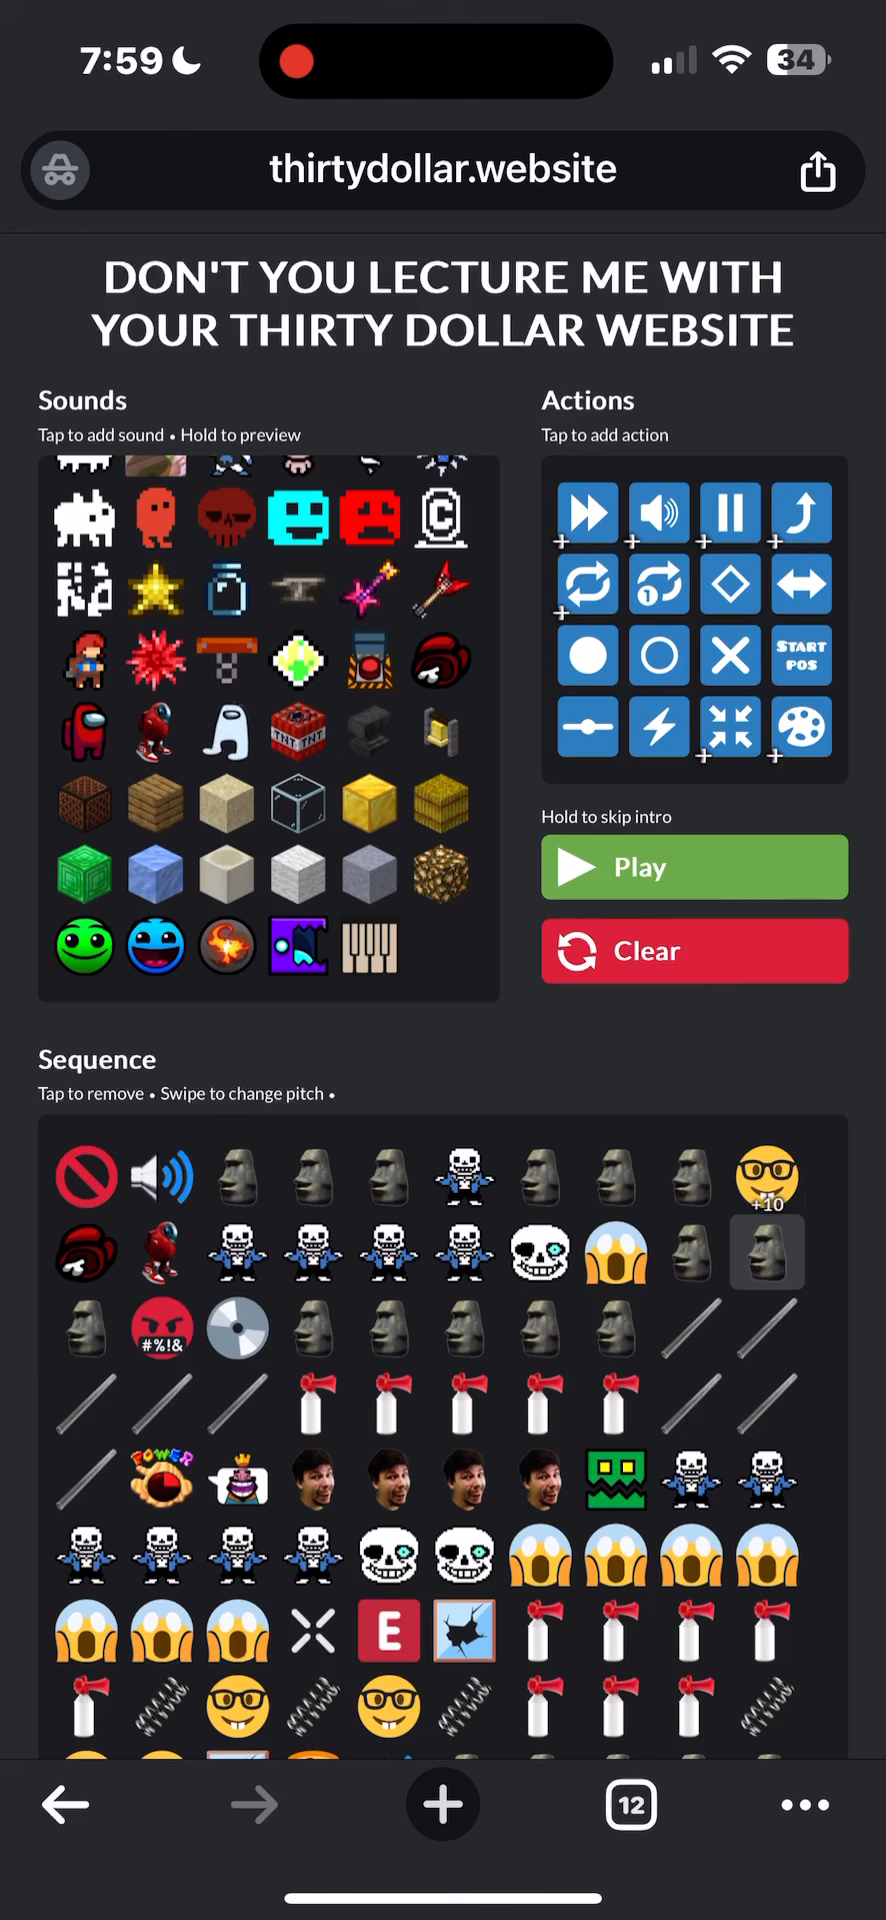 7:59
34
thirtydollar.website
DON'T YOU LECTURE ME WITH
YOUR THIRTY DOLLAR WEBSITE
Sounds
Tap to add sound • Hold to preview
Actions
Tap to add action
START
POS
TNT TNT
Hold to skip intro
Play
Clear
Sequence
Tap to remove • Swipe to change pitch •
+10
#%!&
POWER
E
12